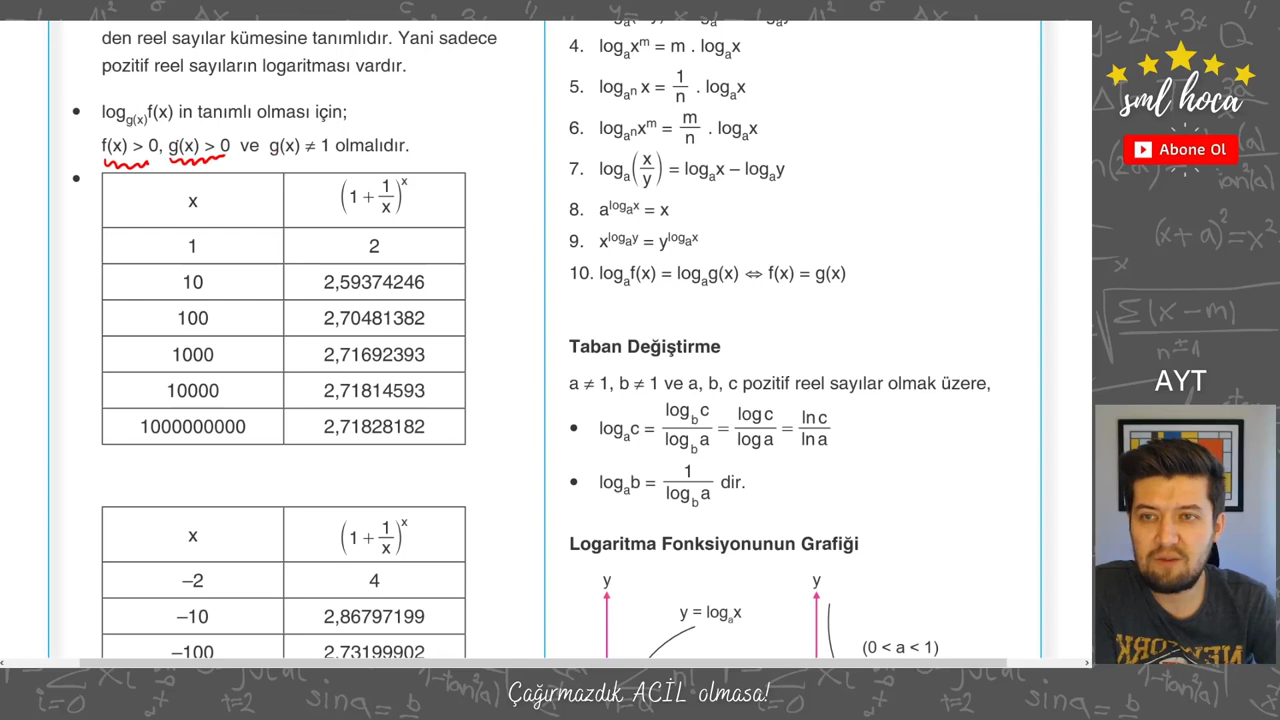 den reel sayılar kümesine tanımlıdır. Yani sadece
pozitif reel sayıların logaritması vardır.
• log_g(x) f(x) in tanımlı olması için;
f(x) > 0, g(x) > 0 ve g(x) ≠ 1 olmalıdır.
•
x (1 + 1/x)^x
1 2
10 2,59374246
100 2,70481382
1000 2,71692393
10000 2,71814593
1000000000 2,71828182
x (1 + 1/x)^x
–2 4
–10 2,86797199
–100 2,73199902
4. log_a x^m = m . log_a x
5. log_a^n x = 1/n . log_a x
6. log_a^n x^m = m/n . log_a x
7. log_a (x/y) = log_a x – log_a y
8. a^log_a x = x
9. x^log_a y = y^log_a x
10. log_a f(x) = log_a g(x) ⇔ f(x) = g(x)
Taban Değiştirme
a ≠ 1, b ≠ 1 ve a, b, c pozitif reel sayılar olmak üzere,
• log_a c = log_b c / log_b a = log c / log a = ln c / ln a
• log_a b = 1 / log_b a dir.
Logaritma Fonksiyonunun Grafiği
y
y = log_a x
y
(0 < a < 1)
sml hoca
Abone Ol
AYT
NEWYORK
Çağırmazdık ACİL olmasa!